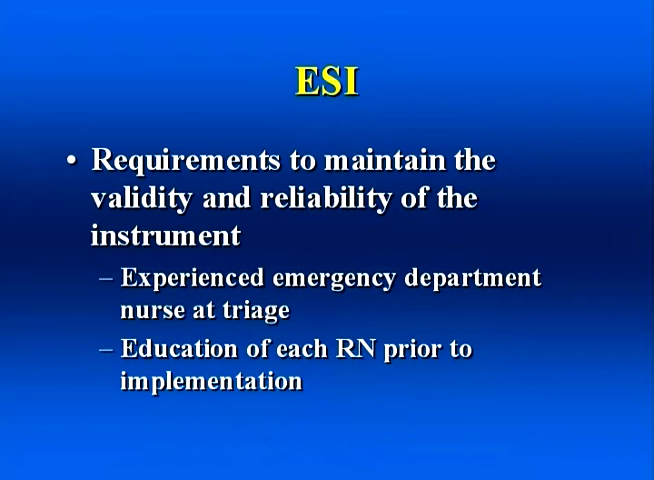 ESI
• Requirements to maintain the
validity and reliability of the
instrument
– Experienced emergency department
nurse at triage
– Education of each RN prior to
implementation